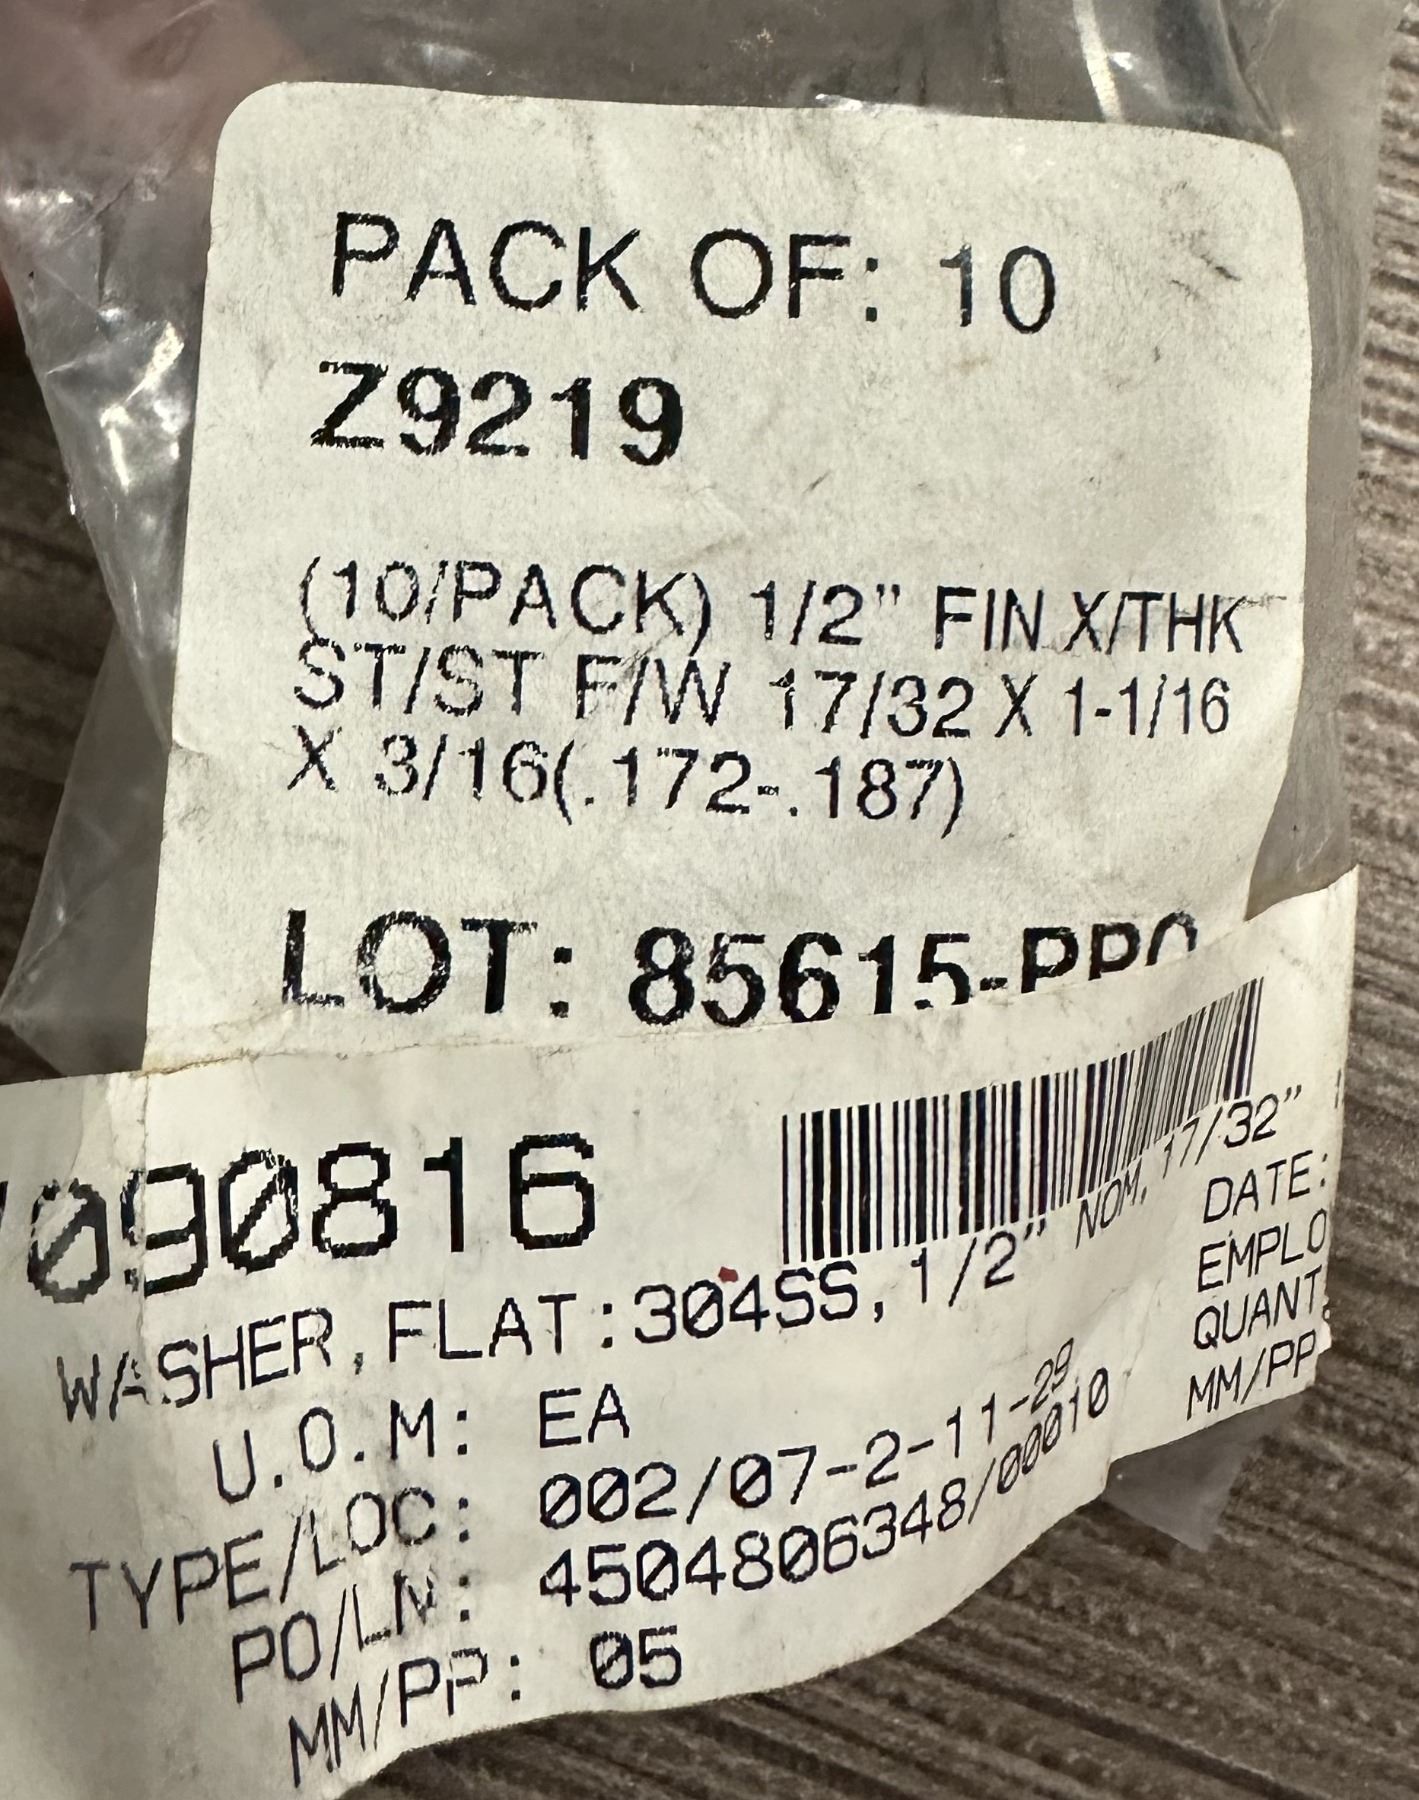 PACK OF: 10
Z9219
(10/PACK) 1/2" FIN X/THK
ST/ST F/W 17/32 X 1-1/16
X 3/16(.172-.187)
LOT: 85615-PP0
090816
WASHER,FLAT:304SS,1/2" NOM,17/32"
U.O.M: EA
TYPE/LOC: 002/07-2-11-29
PO/LN: 4504806348/00010
MM/PP: 05
DATE:
EMPLO
QUANT
MM/PP